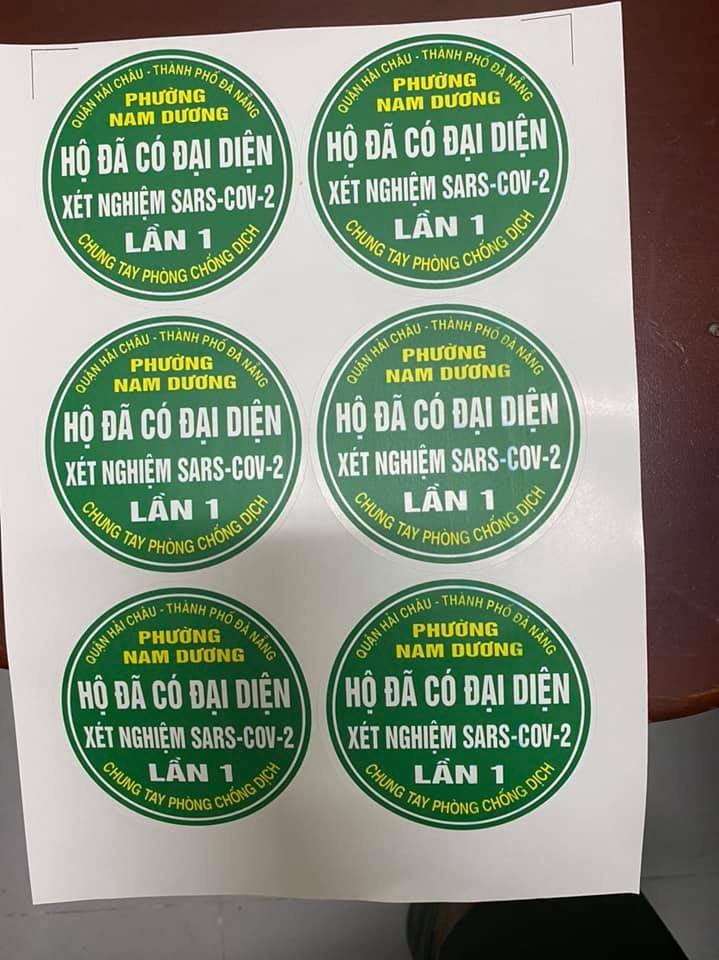 QUẬN HẢI CHÂU - THÀNH PHỐ ĐÀ NẴNG
PHƯỜNG
NAM DƯƠNG
HỘ ĐÃ CÓ ĐẠI DIỆN
XÉT NGHIỆM SARS-COV-2
LẦN 1
CHUNG TAY PHÒNG CHỐNG DỊCH
QUẬN HẢI CHÂU - THÀNH PHỐ ĐÀ NẴNG
PHƯỜNG
NAM DƯƠNG
HỘ ĐÃ CÓ ĐẠI DIỆN
XÉT NGHIỆM SARS-COV-2
LẦN 1
CHUNG TAY PHÒNG CHỐNG DỊCH
QUẬN HẢI CHÂU - THÀNH PHỐ ĐÀ NẴNG
PHƯỜNG
NAM DƯƠNG
HỘ ĐÃ CÓ ĐẠI DIỆN
XÉT NGHIỆM SARS-COV-2
LẦN 1
CHUNG TAY PHÒNG CHỐNG DỊCH
QUẬN HẢI CHÂU - THÀNH PHỐ ĐÀ NẴNG
PHƯỜNG
NAM DƯƠNG
HỘ ĐÃ CÓ ĐẠI DIỆN
XÉT NGHIỆM SARS-COV-2
LẦN 1
CHUNG TAY PHÒNG CHỐNG DỊCH
QUẬN HẢI CHÂU - THÀNH PHỐ ĐÀ NẴNG
PHƯỜNG
NAM DƯƠNG
HỘ ĐÃ CÓ ĐẠI DIỆN
XÉT NGHIỆM SARS-COV-2
LẦN 1
CHUNG TAY PHÒNG CHỐNG DỊCH
QUẬN HẢI CHÂU - THÀNH PHỐ ĐÀ NẴNG
PHƯỜNG
NAM DƯƠNG
HỘ ĐÃ CÓ ĐẠI DIỆN
XÉT NGHIỆM SARS-COV-2
LẦN 1
CHUNG TAY PHÒNG CHỐNG DỊCH